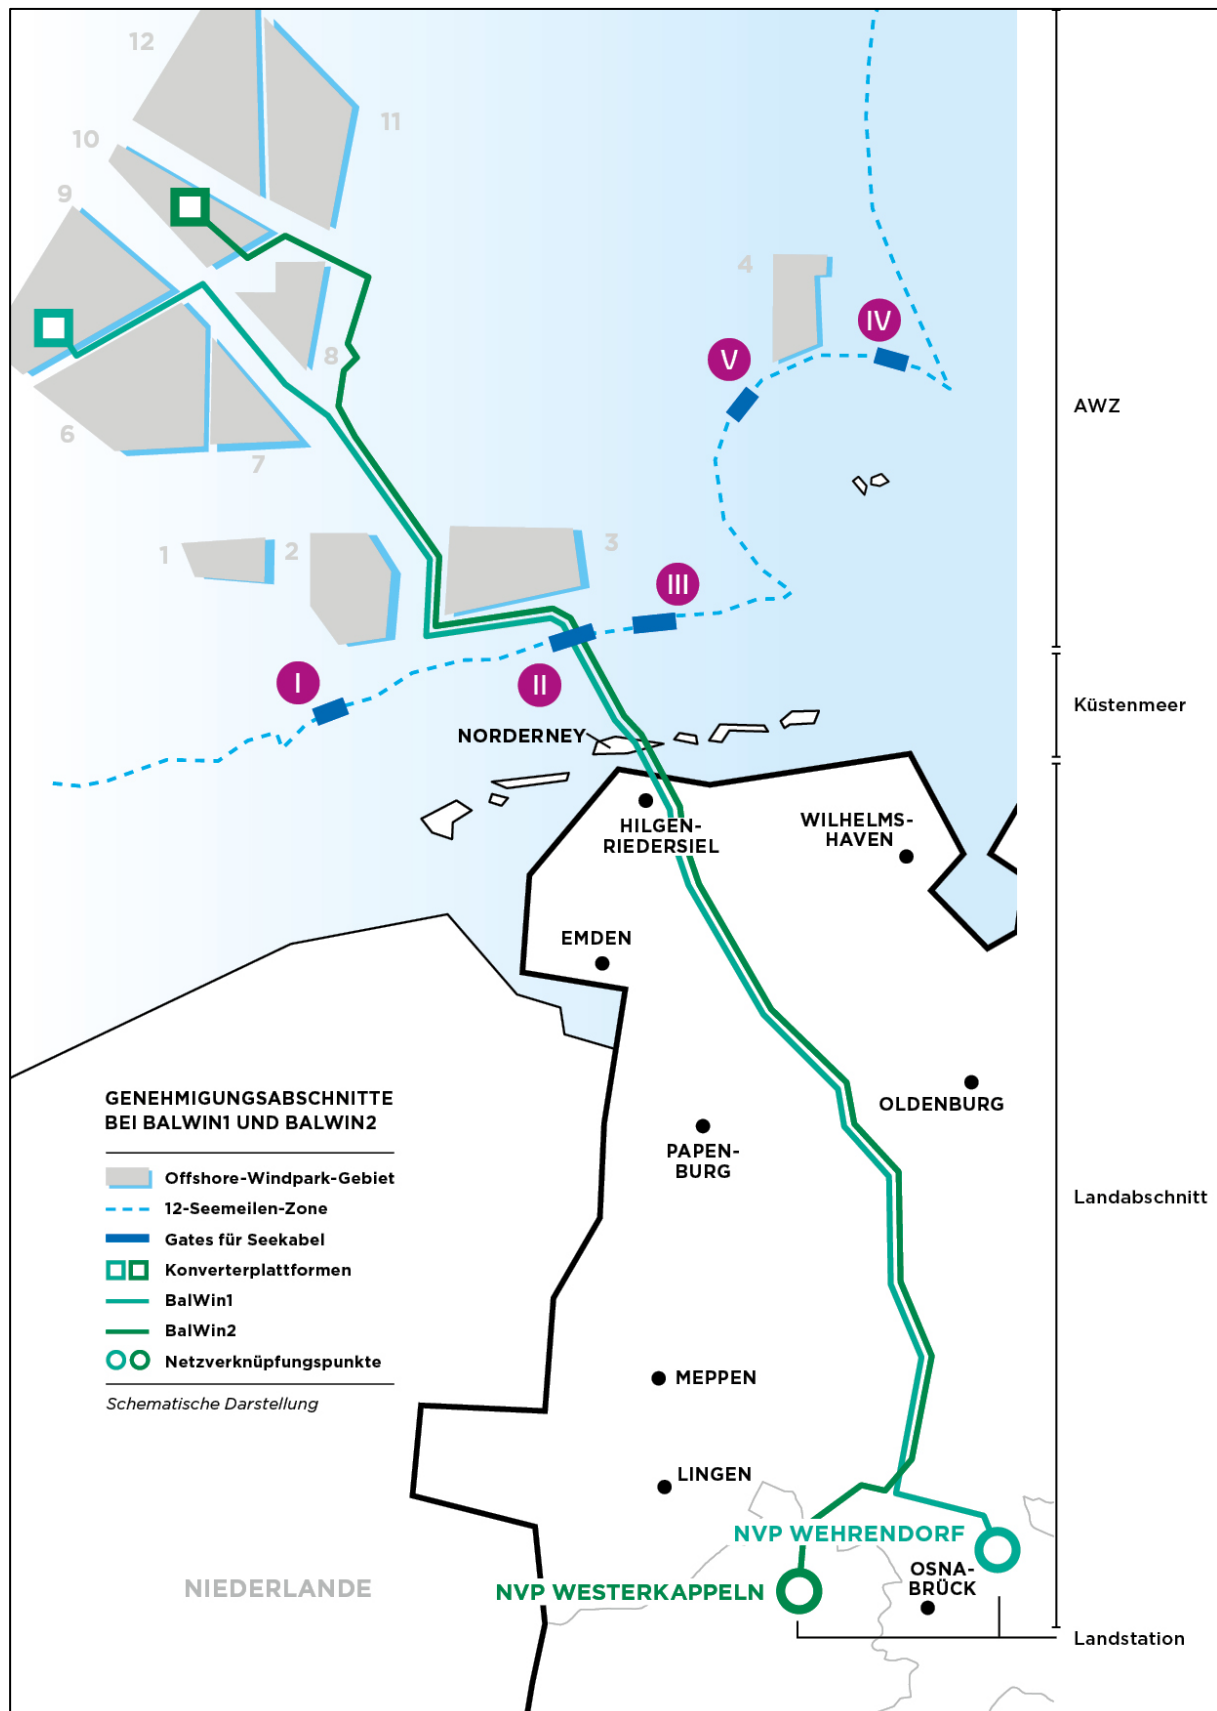 12
11
10
9
8
6
7
4
IV
V
AWZ
1
2
3
III
I
II
Küstenmeer
NORDERNEY
HILGEN-
RIEDERSIEL
WILHELMS-
HAVEN
EMDEN
OLDENBURG
PAPEN-
BURG
GENEHMIGUNGSABSCHNITTE
BEI BALWIN1 UND BALWIN2
Offshore-Windpark-Gebiet
12-Seemeilen-Zone
Gates für Seekabel
Konverterplattformen
BalWin1
BalWin2
Netzverknüpfungspunkte
Schematische Darstellung
Landabschnitt
MEPPEN
LINGEN
NVP WEHRENDORF
NVP WESTERKAPPELN
OSNA-
BRÜCK
NIEDERLANDE
Landstation